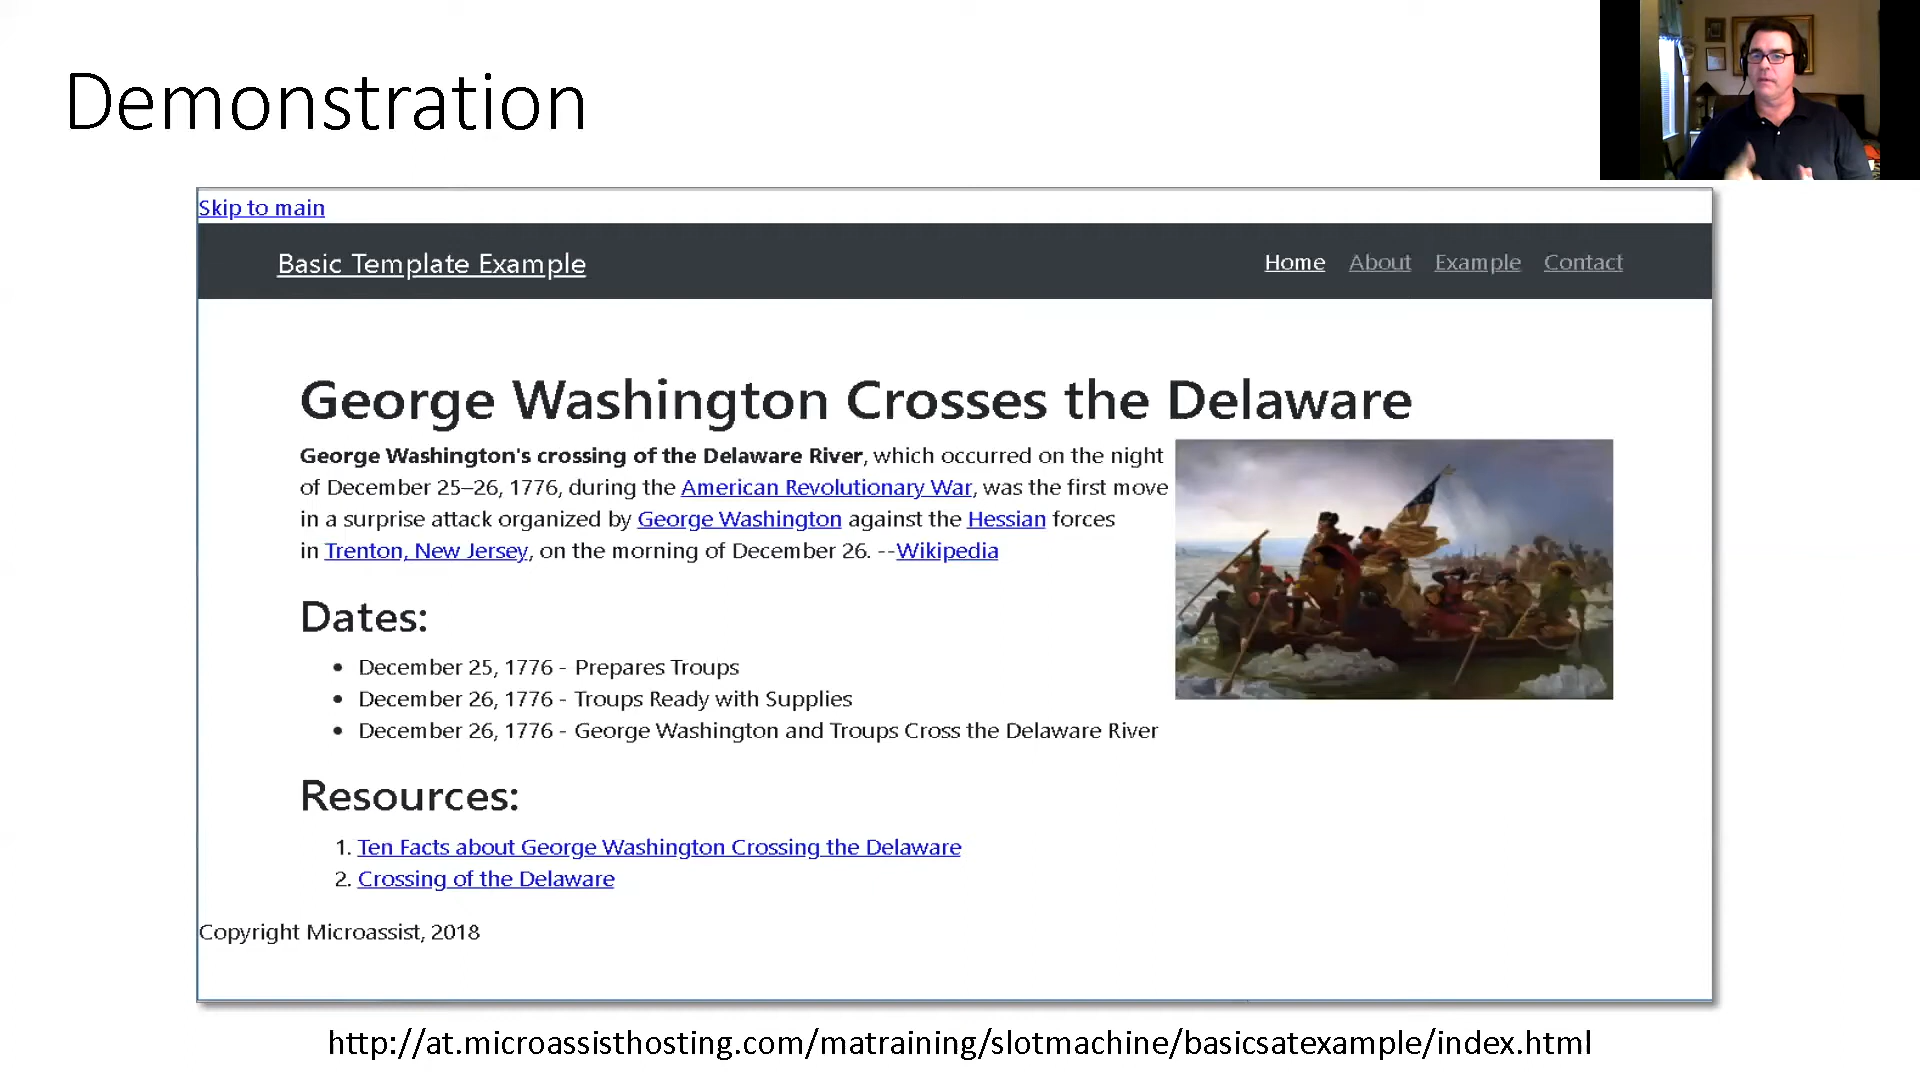 Demonstration
Skip to main
Basic Template Example
Home About Example Contact
George Washington Crosses the Delaware
George Washington's crossing of the Delaware River, which occurred on the night
of December 25–26, 1776, during the American Revolutionary War, was the first move
in a surprise attack organized by George Washington against the Hessian forces
in Trenton, New Jersey, on the morning of December 26. --Wikipedia
Dates:
• December 25, 1776 - Prepares Troups
• December 26, 1776 - Troups Ready with Supplies
• December 26, 1776 - George Washington and Troups Cross the Delaware River
Resources:
1. Ten Facts about George Washington Crossing the Delaware
2. Crossing of the Delaware
Copyright Microassist, 2018
http://at.microassisthosting.com/matraining/slotmachine/basicsatexample/index.html